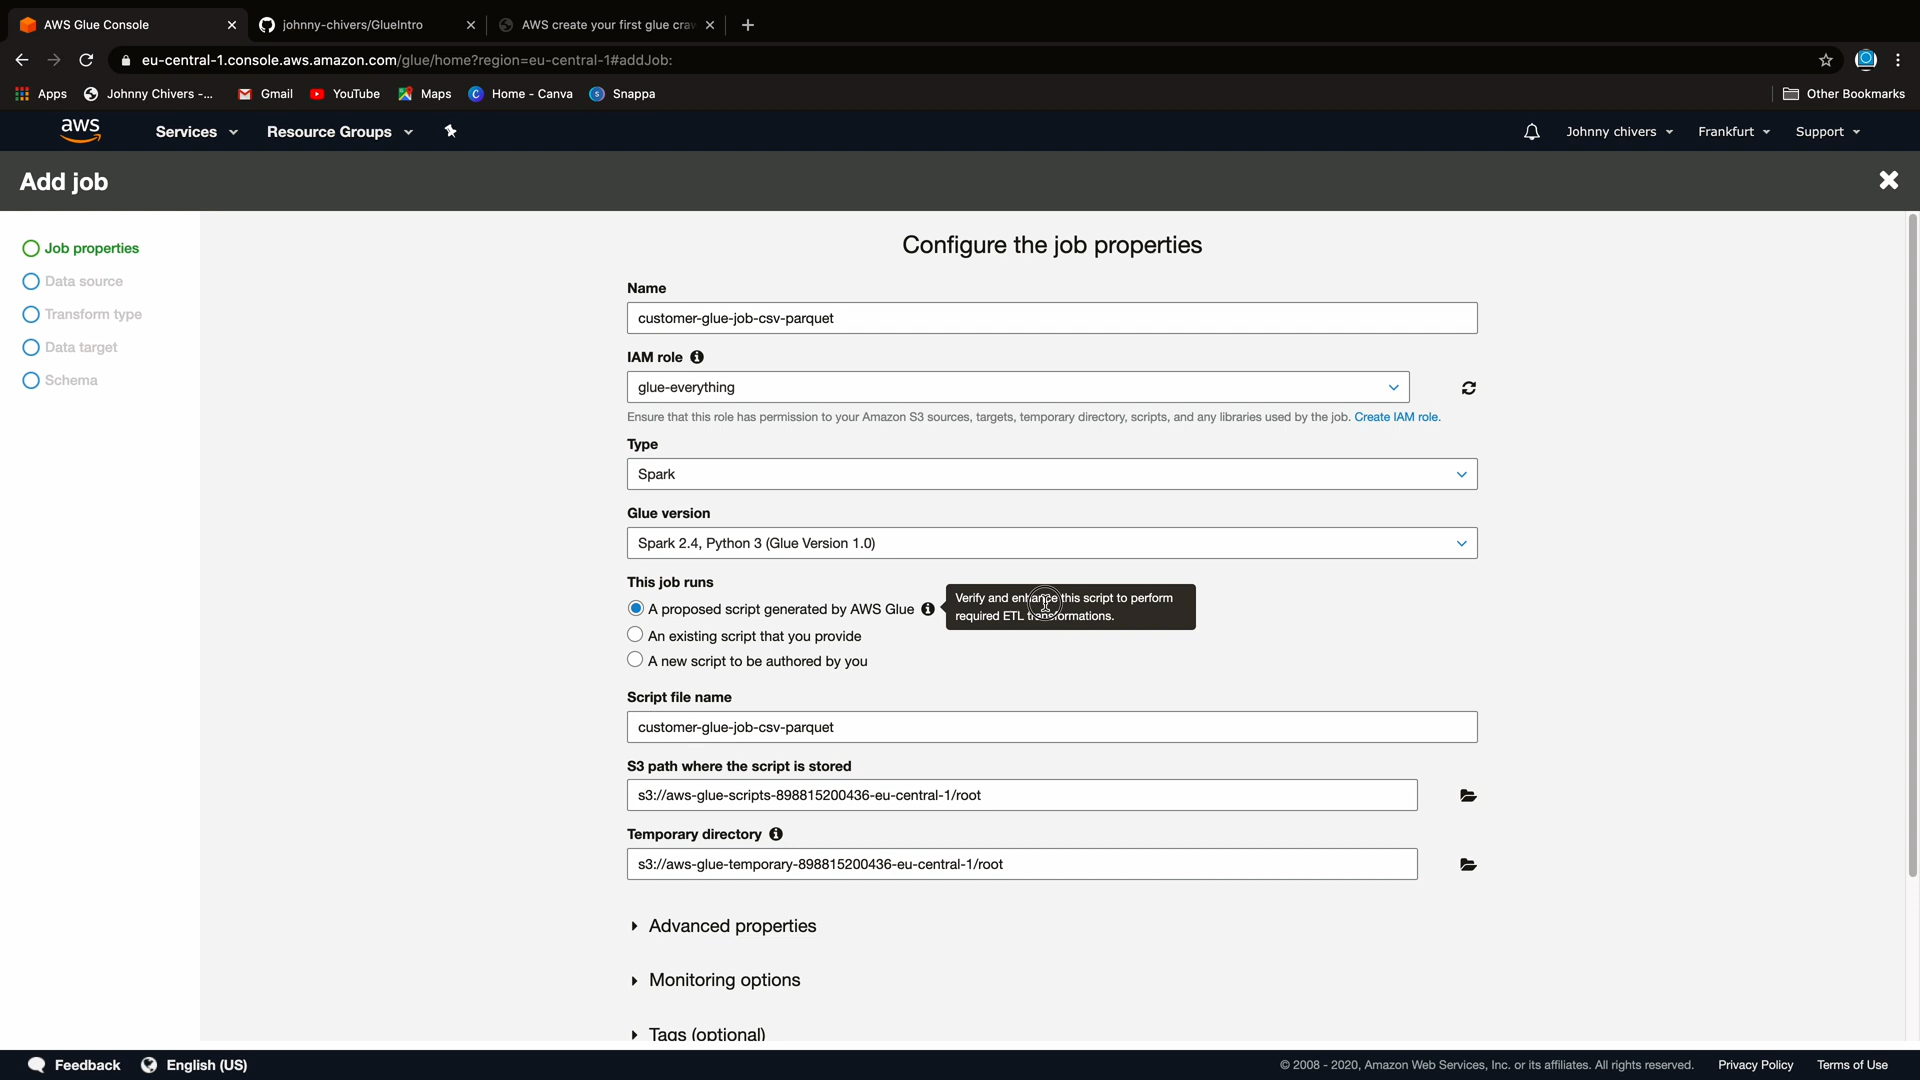 AWS Glue Console
johnny-chivers/GlueIntro
AWS create your first glue craw
eu-central-1.console.aws.amazon.com/glue/home?region=eu-central-1#addJob:
Apps
Johnny Chivers -...
Gmail
YouTube
Maps
Home - Canva
Snappa
Other Bookmarks
aws
Services
Resource Groups
Johnny chivers
Frankfurt
Support
Add job
Job properties
Data source
Transform type
Data target
Schema
Configure the job properties
Name
customer-glue-job-csv-parquet
IAM role
glue-everything
Ensure that this role has permission to your Amazon S3 sources, targets, temporary directory, scripts, and any libraries used by the job. Create IAM role.
Type
Spark
Glue version
Spark 2.4, Python 3 (Glue Version 1.0)
This job runs
A proposed script generated by AWS Glue
Verify and enhance this script to perform
required ETL transformations.
An existing script that you provide
A new script to be authored by you
Script file name
customer-glue-job-csv-parquet
S3 path where the script is stored
s3://aws-glue-scripts-898815200436-eu-central-1/root
Temporary directory
s3://aws-glue-temporary-898815200436-eu-central-1/root
Advanced properties
Monitoring options
Tags (optional)
Feedback
English (US)
© 2008 - 2020, Amazon Web Services, Inc. or its affiliates. All rights reserved.
Privacy Policy
Terms of Use